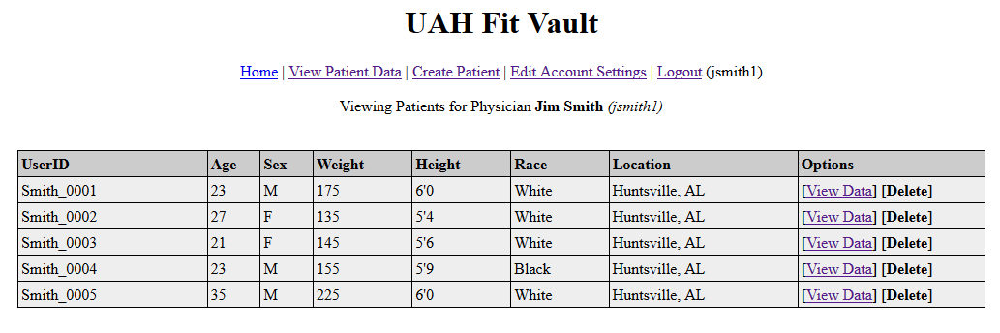 UAH Fit Vault
Home | View Patient Data | Create Patient | Edit Account Settings | Logout (jsmith1)
Viewing Patients for Physician Jim Smith (jsmith1)
UserID Age Sex Weight Height Race Location Options
Smith_0001 23 M 175 6'0 White Huntsville, AL [View Data] [Delete]
Smith_0002 27 F 135 5'4 White Huntsville, AL [View Data] [Delete]
Smith_0003 21 F 145 5'6 White Huntsville, AL [View Data] [Delete]
Smith_0004 23 M 155 5'9 Black Huntsville, AL [View Data] [Delete]
Smith_0005 35 M 225 6'0 White Huntsville, AL [View Data] [Delete]